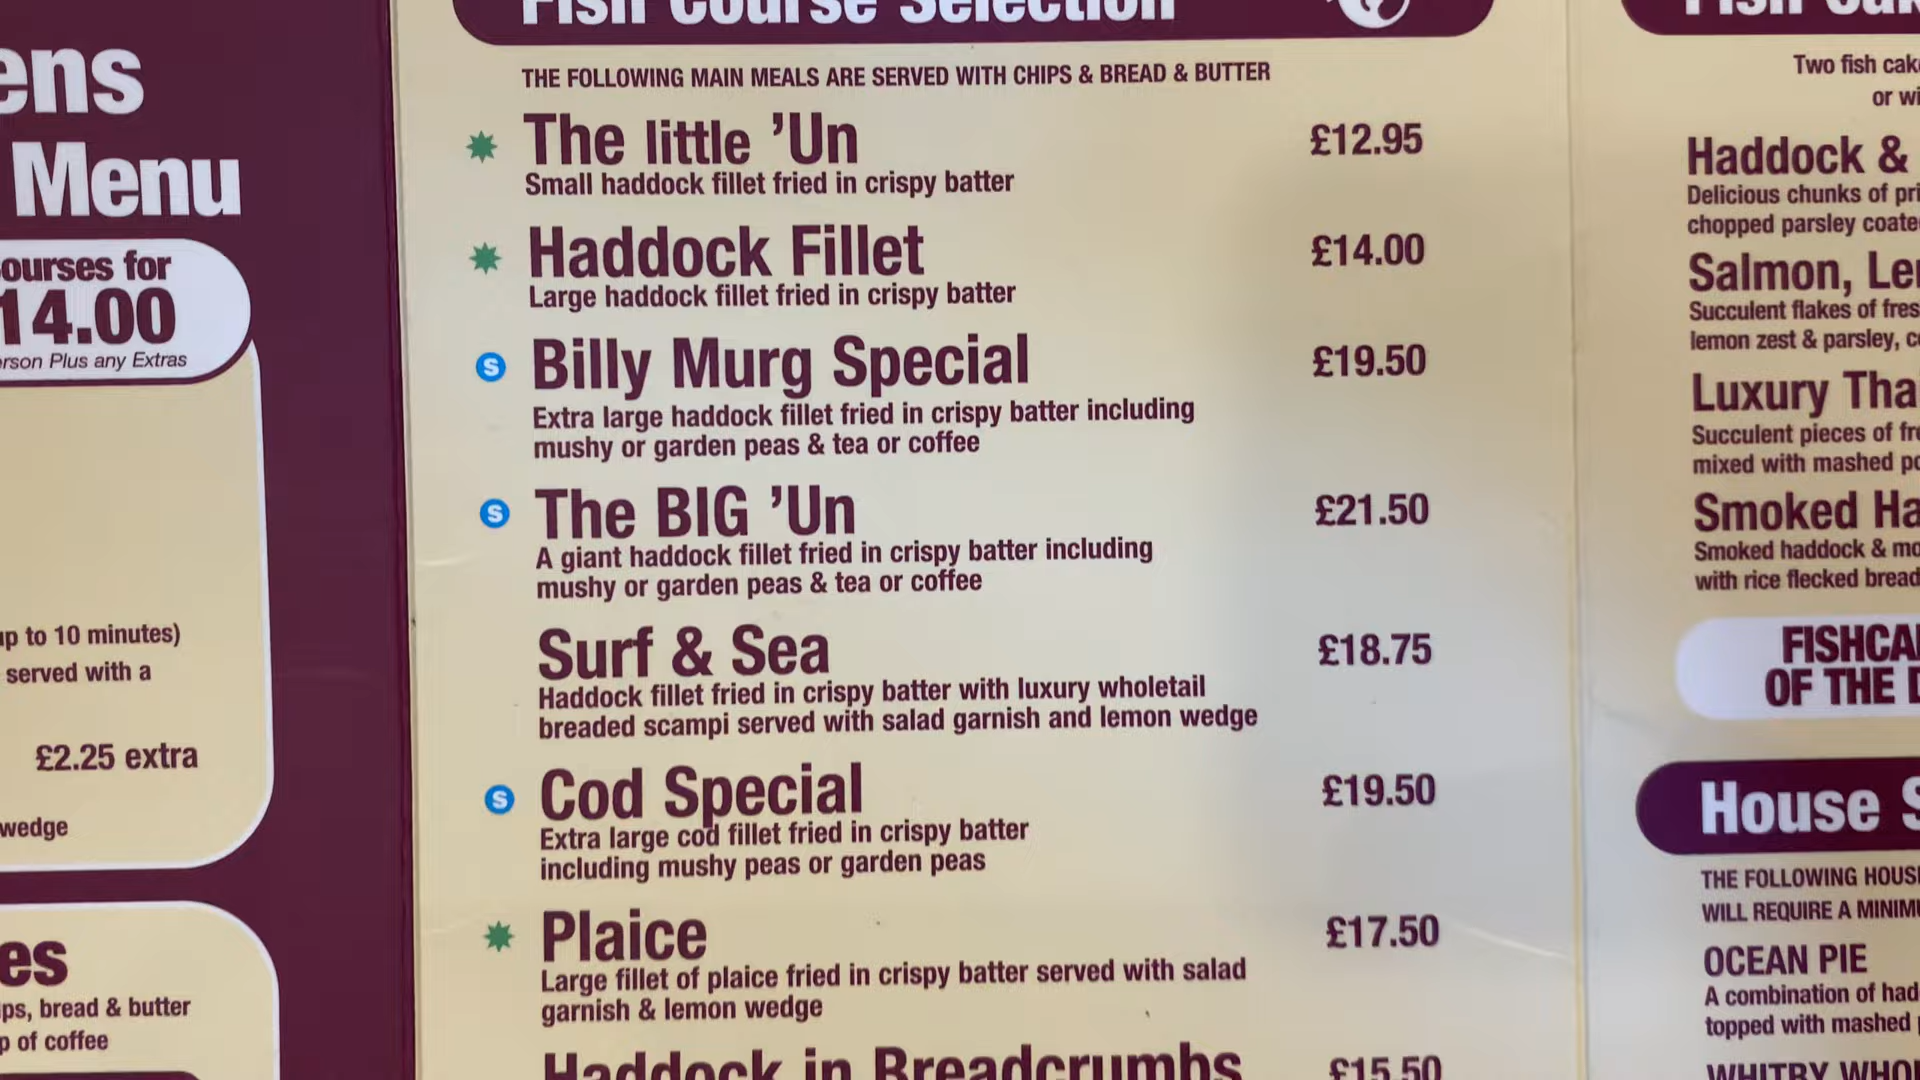 ens
Menu
ourses for
14.00
erson Plus any Extras
up to 10 minutes)
served with a
£2.25 extra
wedge
es
ps, bread & butter
p of coffee
Fish Course Selection
THE FOLLOWING MAIN MEALS ARE SERVED WITH CHIPS & BREAD & BUTTER
The little 'Un £12.95
Small haddock fillet fried in crispy batter
Haddock Fillet £14.00
Large haddock fillet fried in crispy batter
S Billy Murg Special £19.50
Extra large haddock fillet fried in crispy batter including
mushy or garden peas & tea or coffee
S The BIG 'Un £21.50
A giant haddock fillet fried in crispy batter including
mushy or garden peas & tea or coffee
Surf & Sea £18.75
Haddock fillet fried in crispy batter with luxury wholetail
breaded scampi served with salad garnish and lemon wedge
S Cod Special £19.50
Extra large cod fillet fried in crispy batter
including mushy peas or garden peas
Plaice £17.50
Large fillet of plaice fried in crispy batter served with salad
garnish & lemon wedge
Haddock in Breadcrumbs £15.50
Fish Cak
Two fish cak
or wi
Haddock &
Delicious chunks of pri
chopped parsley coate
Salmon, Le
Succulent flakes of fres
lemon zest & parsley, c
Luxury Tha
Succulent pieces of fr
mixed with mashed po
Smoked Ha
Smoked haddock & mo
with rice flecked bread
FISHCA
OF THE D
House S
THE FOLLOWING HOUS
WILL REQUIRE A MINIM
OCEAN PIE
A combination of had
topped with mashed
WHITBY WHO